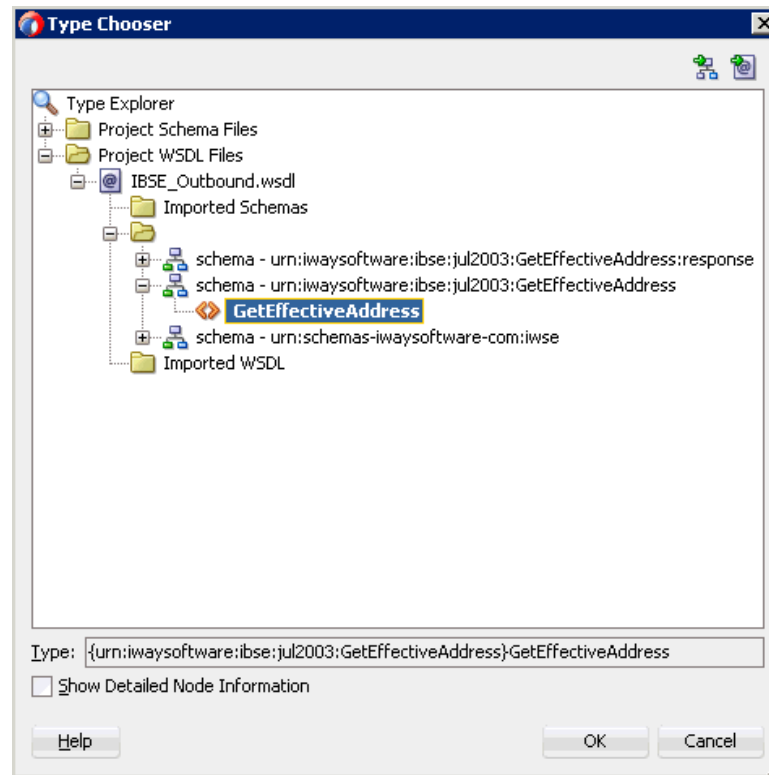 Type Chooser
Type Explorer
Project Schema Files
Project WSDL Files
IBSE_Outbound.wsdl
Imported Schemas
schema - urn:iwaysoftware:ibse:jul2003:GetEffectiveAddress:response
schema - urn:iwaysoftware:ibse:jul2003:GetEffectiveAddress
GetEffectiveAddress
schema - urn:schemas-iwaysoftware-com:iwse
Imported WSDL
Type: {urn:iwaysoftware:ibse:jul2003:GetEffectiveAddress}GetEffectiveAddress
Show Detailed Node Information
Help OK Cancel